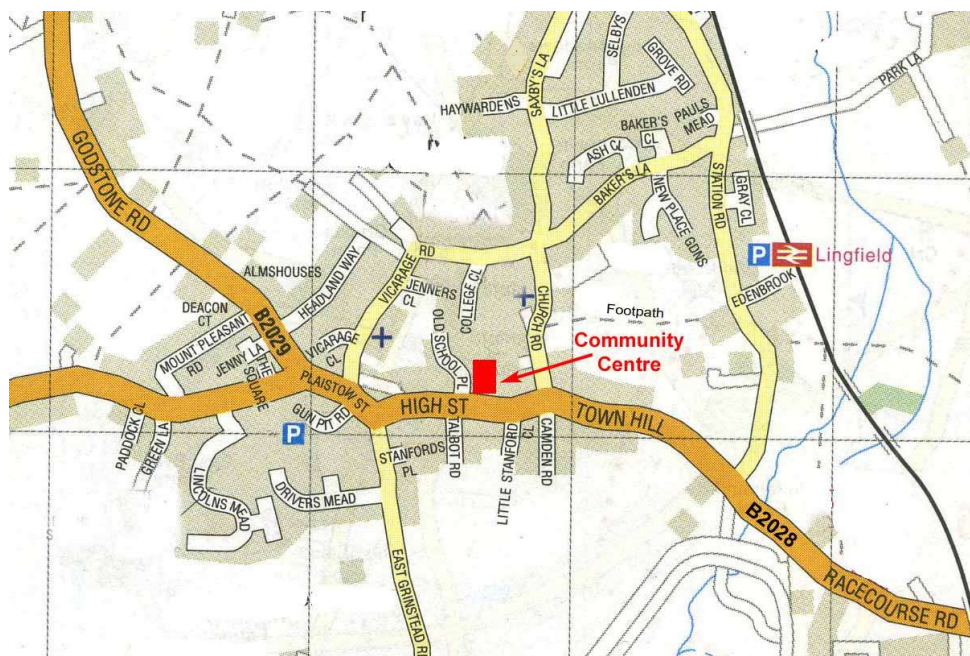 SELBYS
GROVE RD
SAXBY'S LA
PARK LA
HAYWARDENS
LITTLE LULLENDEN
BAKER'S
CL
PAULS
MEAD
ASH CL
BAKER'S LA
GODSTONE RD
STATION RD
GRAY CL
NEW PLACE GDNS
ALMSHOUSES
HEADLAND WAY
VICARAGE
RD
P
Lingfield
JENNERS
CL
COLLEGE CL
EDENBROOK
DEACON
CT
MOUNT PLEASANT
RD
B2029
CHURCH RD
Footpath
VICARAGE
CL
OLD SCHOOL PL
Community
Centre
JENNY LA
THE
SQUARE
PLAISTOW ST
HIGH ST
TOWN HILL
GUN PIT RD
P
PADDOCK CL
GREEN LA
STANFORDS
PL
TALBOT RD
LITTLE STANFORD
CL
CAMDEN RD
LINCOLNS MEAD
DRIVERS MEAD
B2028
EAST GRINSTEAD RD
RACECOURSE RD